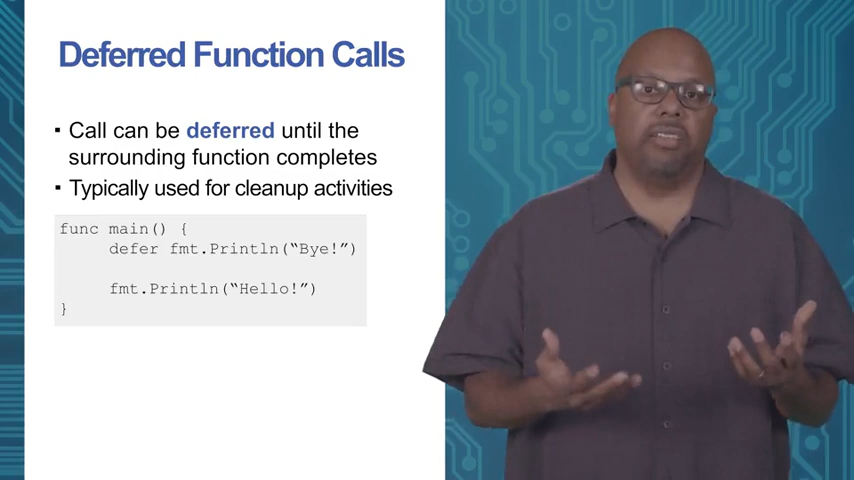 Deferred Function Calls
▪ Call can be deferred until the
surrounding function completes
▪ Typically used for cleanup activities
func main() {
     defer fmt.Println(“Bye!”)
     fmt.Println(“Hello!”)
}